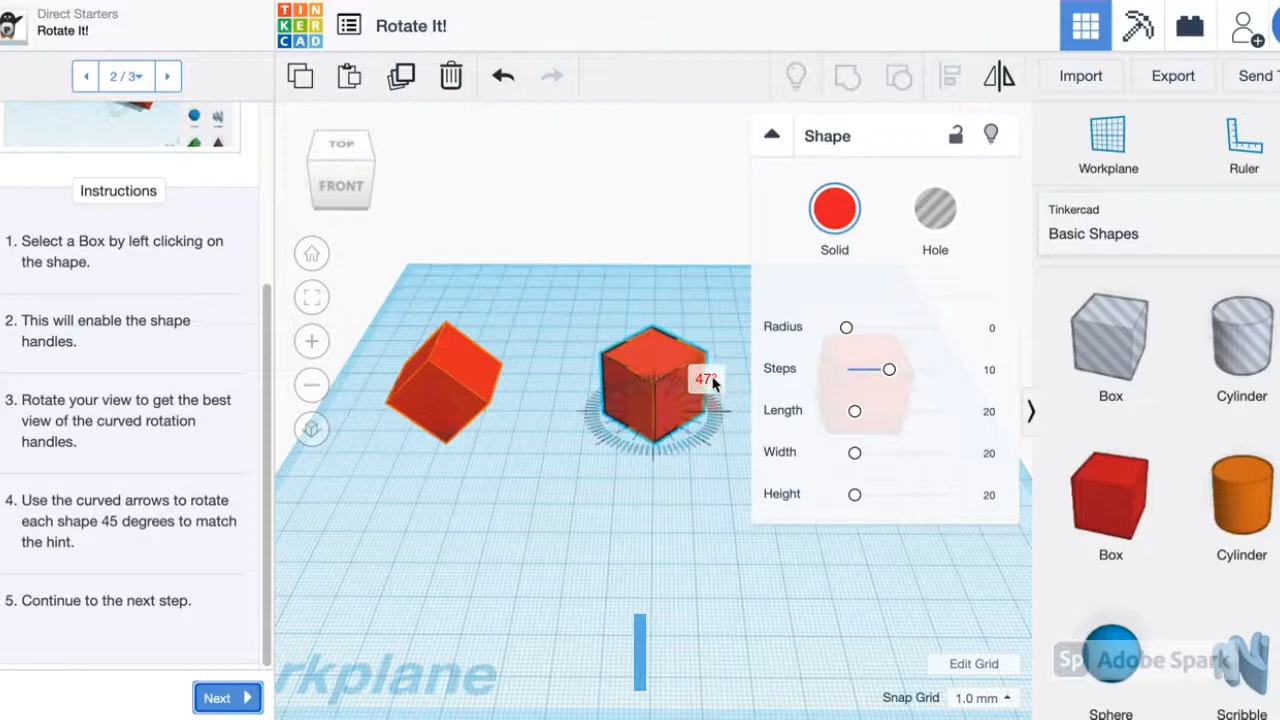 Direct Starters
Rotate It!
TIN
KER
CAD
Rotate It!
2/3
Import
Export
Send T
Instructions
1. Select a Box by left clicking on
the shape.
2. This will enable the shape
handles.
3. Rotate your view to get the best
view of the curved rotation
handles.
4. Use the curved arrows to rotate
each shape 45 degrees to match
the hint.
5. Continue to the next step.
Next
TOP
FRONT
47°
rkplane
Shape
Solid
Hole
Radius
0
Steps
10
Length
20
Width
20
Height
20
Edit Grid
Snap Grid
1.0 mm
Workplane
Ruler
Tinkercad
Basic Shapes
Box
Cylinder
Box
Cylinder
Sp Adobe Spark
Sphere
Scribble